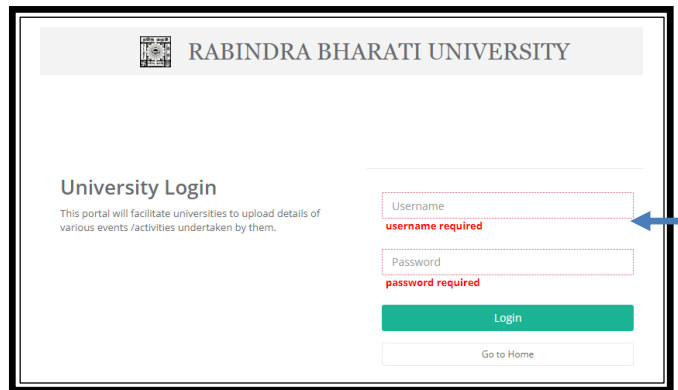 RABINDRA BHARATI UNIVERSITY
University Login
This portal will facilitate universities to upload details of
various events /activities undertaken by them.
Username
username required
Password
password required
Login
Go to Home